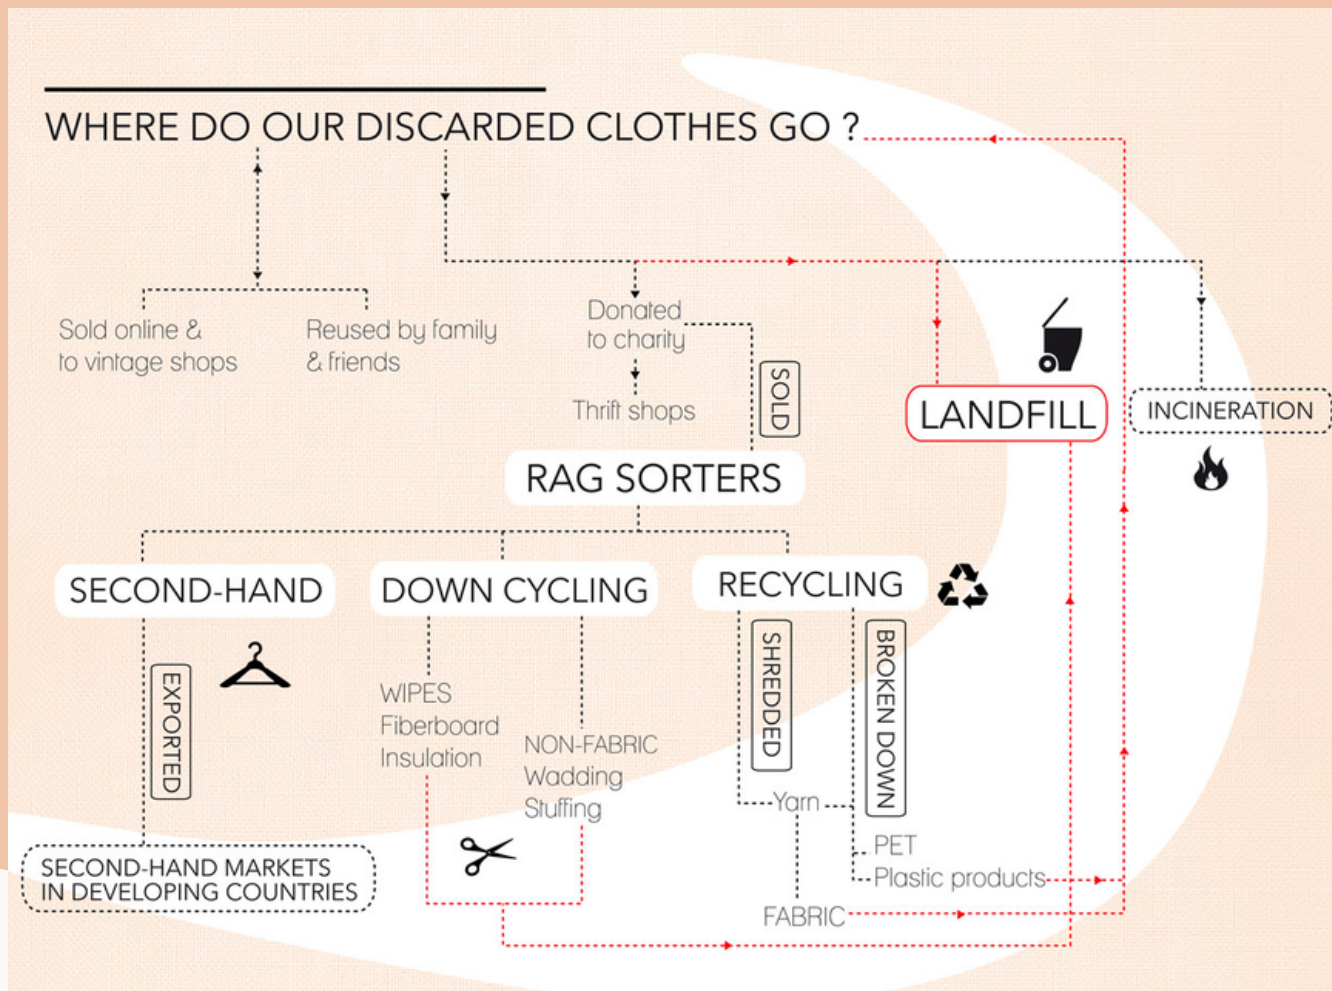 WHERE DO OUR DISCARDED CLOTHES GO ?
Sold online &
to vintage shops
Reused by family
& friends
Donated
to charity
Thrift shops
SOLD
LANDFILL
INCINERATION
RAG SORTERS
SECOND-HAND
DOWN CYCLING
RECYCLING
EXPORTED
WIPES
Fiberboard
Insulation
NON-FABRIC
Wadding
Stuffing
SHREDDED
BROKEN DOWN
Yarn
PET
Plastic products
FABRIC
SECOND-HAND MARKETS
IN DEVELOPING COUNTRIES